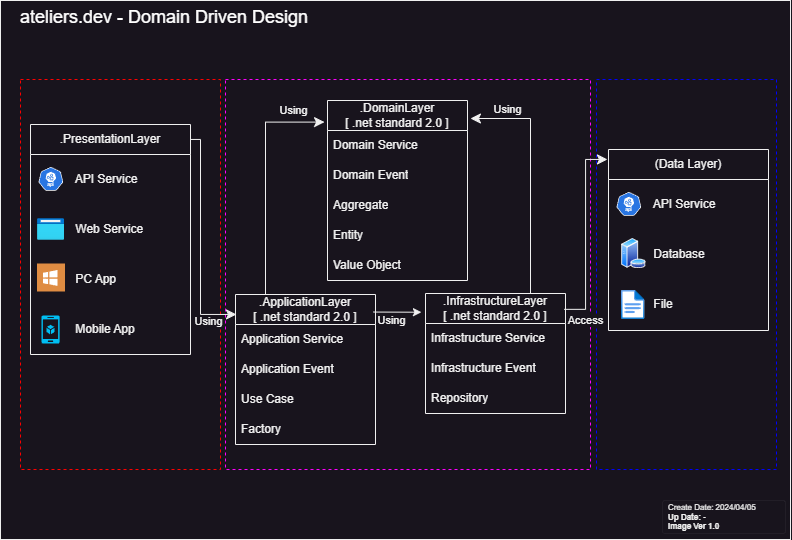 ateliers.dev - Domain Driven Design
.PresentationLayer
API Service
Web Service
PC App
Mobile App
Using
Using
.DomainLayer
[ .net standard 2.0 ]
Domain Service
Domain Event
Aggregate
Entity
Value Object
Using
.ApplicationLayer
[ .net standard 2.0 ]
Application Service
Application Event
Use Case
Factory
Using
.InfrastructureLayer
[ .net standard 2.0 ]
Infrastructure Service
Infrastructure Event
Repository
Access
(Data Layer)
API Service
Database
File
Create Date: 2024/04/05
Up Date: -
Image Ver 1.0